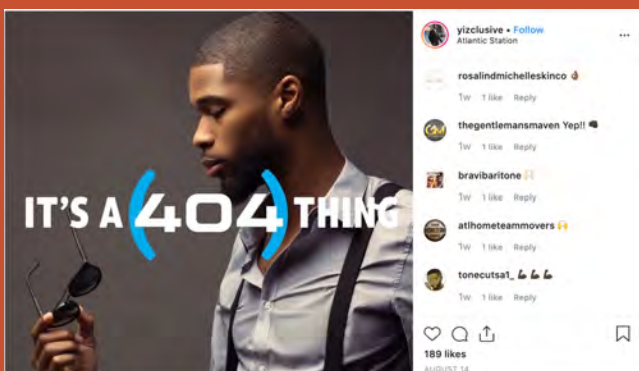 IT'S A (404) THING
yizclusive • Follow
Atlantic Station
rosalindmichelleskinco 👌🏾
1w 1 like Reply
thegentlemansmaven Yep!!
1w 1 like Reply
bravibaritone 🙌🏻
1w 1 like Reply
atlhometeammovers 🙌
1w 1 like Reply
tonecutsa1_ 💪🏾 💪🏾 💪🏾
1w 1 like Reply
189 likes
AUGUST 14